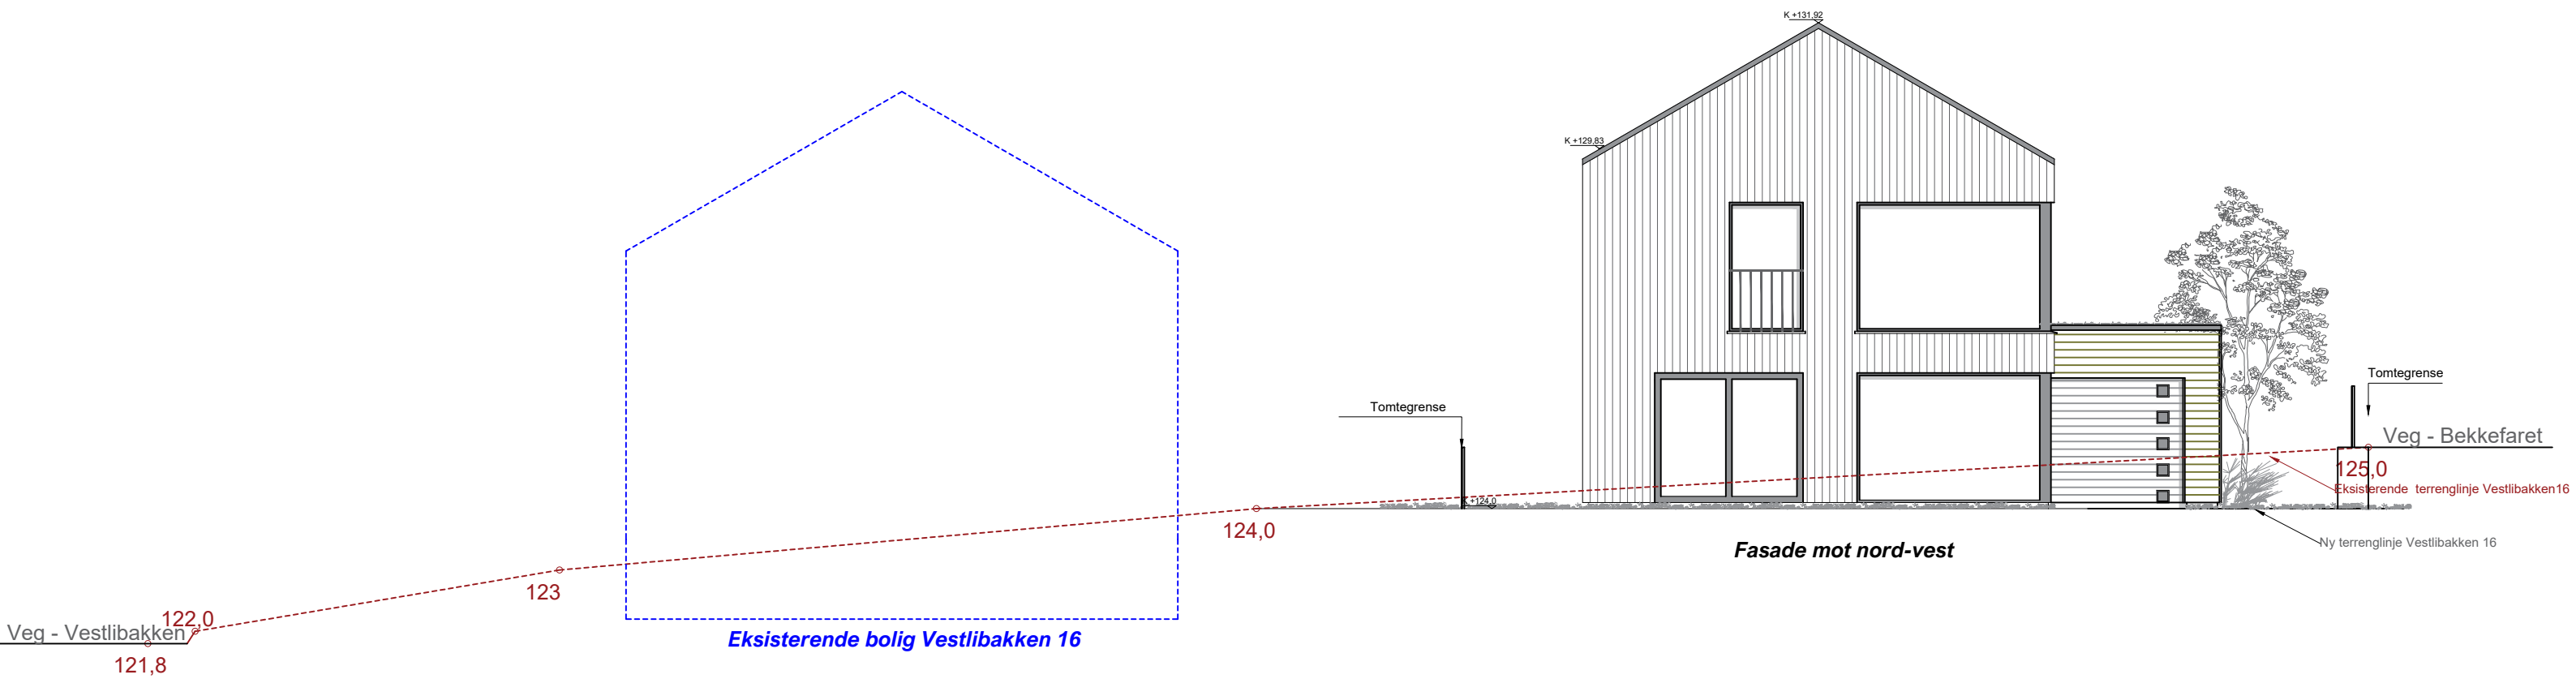 K +131,92
K +129,83
Tomtegrense
Tomtegrense
Veg - Bekkefaret
125,0
Eksisterende terrenglinje Vestlibakken16
K +124,0
124,0
Fasade mot nord-vest
Ny terrenglinje Vestlibakken 16
123
122,0
Veg - Vestlibakken
Eksisterende bolig Vestlibakken 16
121,8